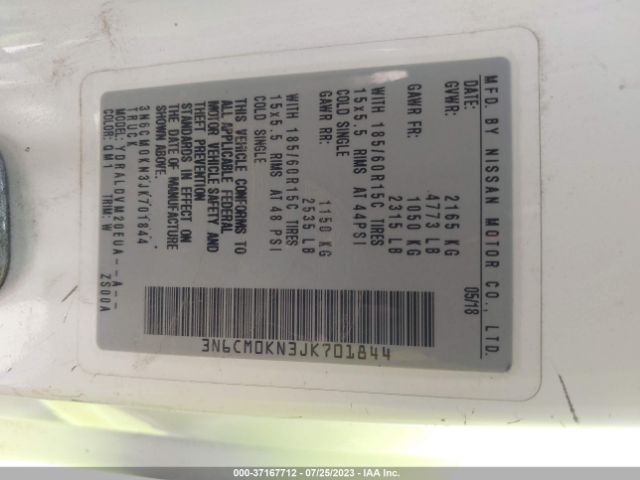 MFD. BY NISSAN MOTOR CO., LTD.
DATE: 05/18
GVWR: 2165 KG
4773 LB
GAWR FR: 1050 KG
2315 LB
WITH 185/60R15C TIRES
15x5.5 RIMS AT 44PSI
COLD SINGLE
GAWR RR: 1150 KG
2535 LB
WITH 185/60R15C TIRES
15x5.5 RIMS AT 48 PSI
COLD SINGLE
THIS VEHICLE CONFORMS TO
ALL APPLICABLE FEDERAL
MOTOR VEHICLE SAFETY AND
THEFT PREVENTION
STANDARDS IN EFFECT ON
THE DATE OF MANUFACTURE
SHOWN ABOVE.
3N6CM0KN3JK701844
TRUCK
MODEL: YDRALDVM20EUA--A--
COLOR: QM1 TRIM: W ZS00A
3N6CM0KN3JK701844
000-37167712 - 07/25/2023 - IAA Inc.